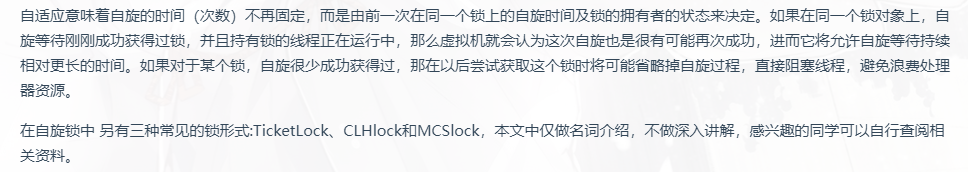 自适应意味着自旋的时间（次数）不再固定，而是由前一次在同一个锁上的自旋时间及锁的拥有者的状态来决定。如果在同一个锁对象上，自
旋等待刚刚成功获得过锁，并且持有锁的线程正在运行中，那么虚拟机就会认为这次自旋也是很有可能再次成功，进而它将允许自旋等待持续
相对更长的时间。如果对于某个锁，自旋很少成功获得过，那在以后尝试获取这个锁时将可能省略掉自旋过程，直接阻塞线程，避免浪费处理
器资源。
在自旋锁中 另有三种常见的锁形式:TicketLock、CLHlock和MCSlock，本文中仅做名词介绍，不做深入讲解，感兴趣的同学可以自行查阅相
关资料。